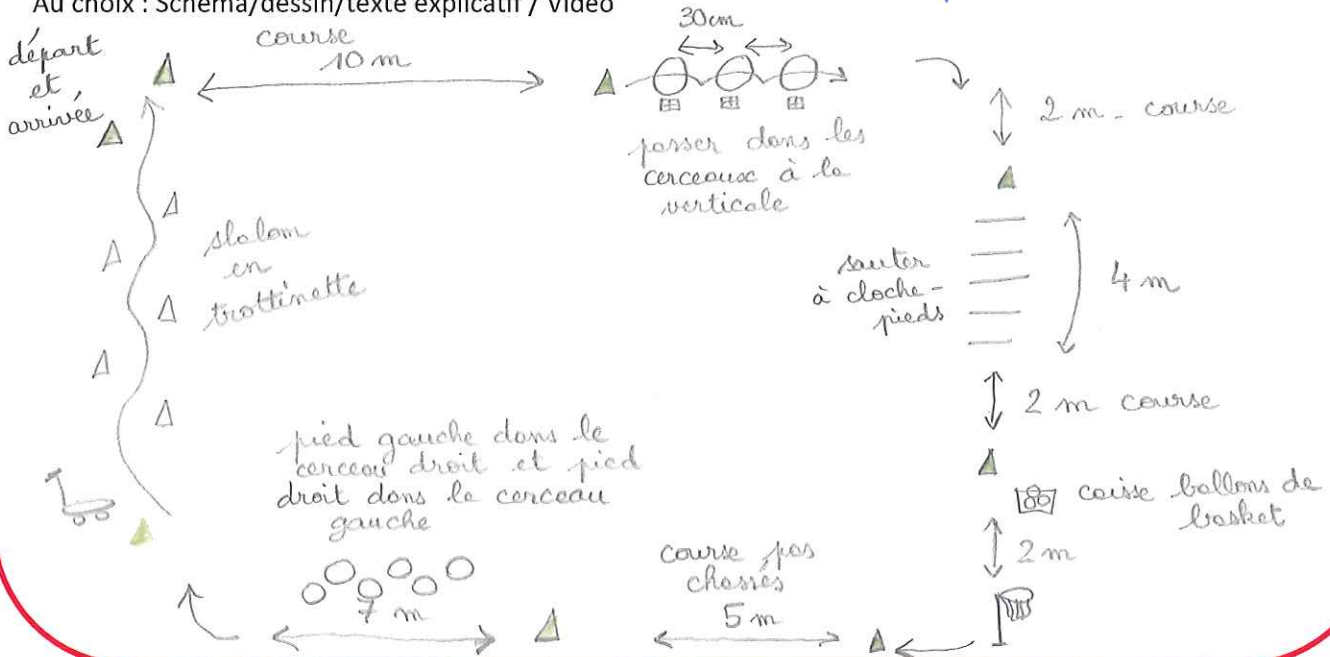 Au choix : Schéma/dessin/texte explicatif / Vidéo
départ
et
arrivée
course
10 m
30cm
passer dans les
cerceaux à la
verticale
2 m - course
sauter
à cloche-
pieds
4 m
2 m course
caisse ballons de
basket
2 m
course pas
chassés
5 m
pied gauche dans le
cerceau droit et pied
droit dans le cerceau
gauche
7 m
slalom
en
trottinette